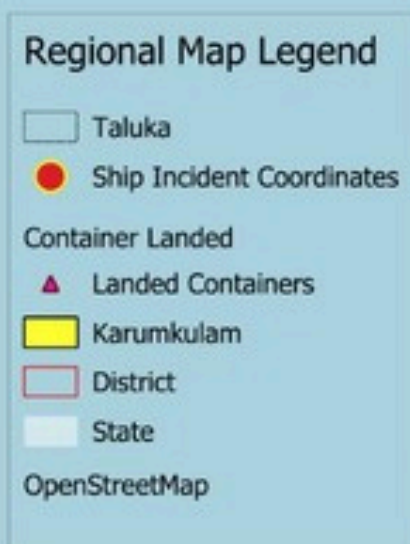 Regional Map Legend
Taluka
Ship Incident Coordinates
Container Landed
Landed Containers
Karumkulam
District
State
OpenStreetMap